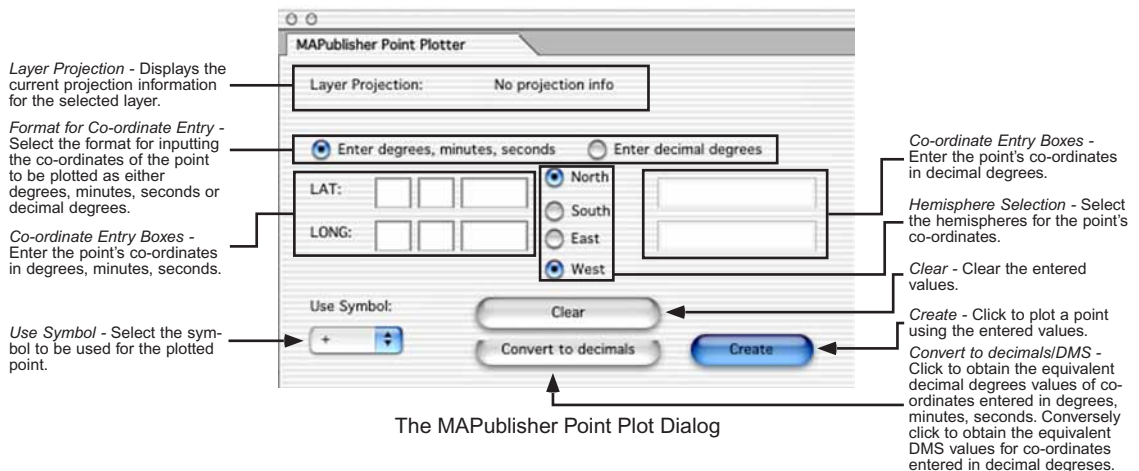 MAPublisher Point Plotter
Layer Projection: No projection info
Enter degrees, minutes, seconds Enter decimal degrees
LAT:
LONG:
North
South
East
West
Use Symbol:
+
Clear
Convert to decimals
Create
Layer Projection - Displays the
current projection information
for the selected layer.
Format for Co-ordinate Entry -
Select the format for inputting
the co-ordinates of the point
to be plotted as either
degrees, minutes, seconds or
decimal degrees.
Co-ordinate Entry Boxes -
Enter the point's co-ordinates
in degrees, minutes, seconds.
Use Symbol - Select the sym-
bol to be used for the plotted
point.
Co-ordinate Entry Boxes -
Enter the point's co-ordinates
in decimal degrees.
Hemisphere Selection - Select
the hemispheres for the point's
co-ordinates.
Clear - Clear the entered
values.
Create - Click to plot a point
using the entered values.
Convert to decimals/DMS -
Click to obtain the equivalent
decimal degrees values of co-
ordinates entered in degrees,
minutes, seconds. Conversely
click to obtain the equivalent
DMS values for co-ordinates
entered in decimal degreses.
The MAPublisher Point Plot Dialog